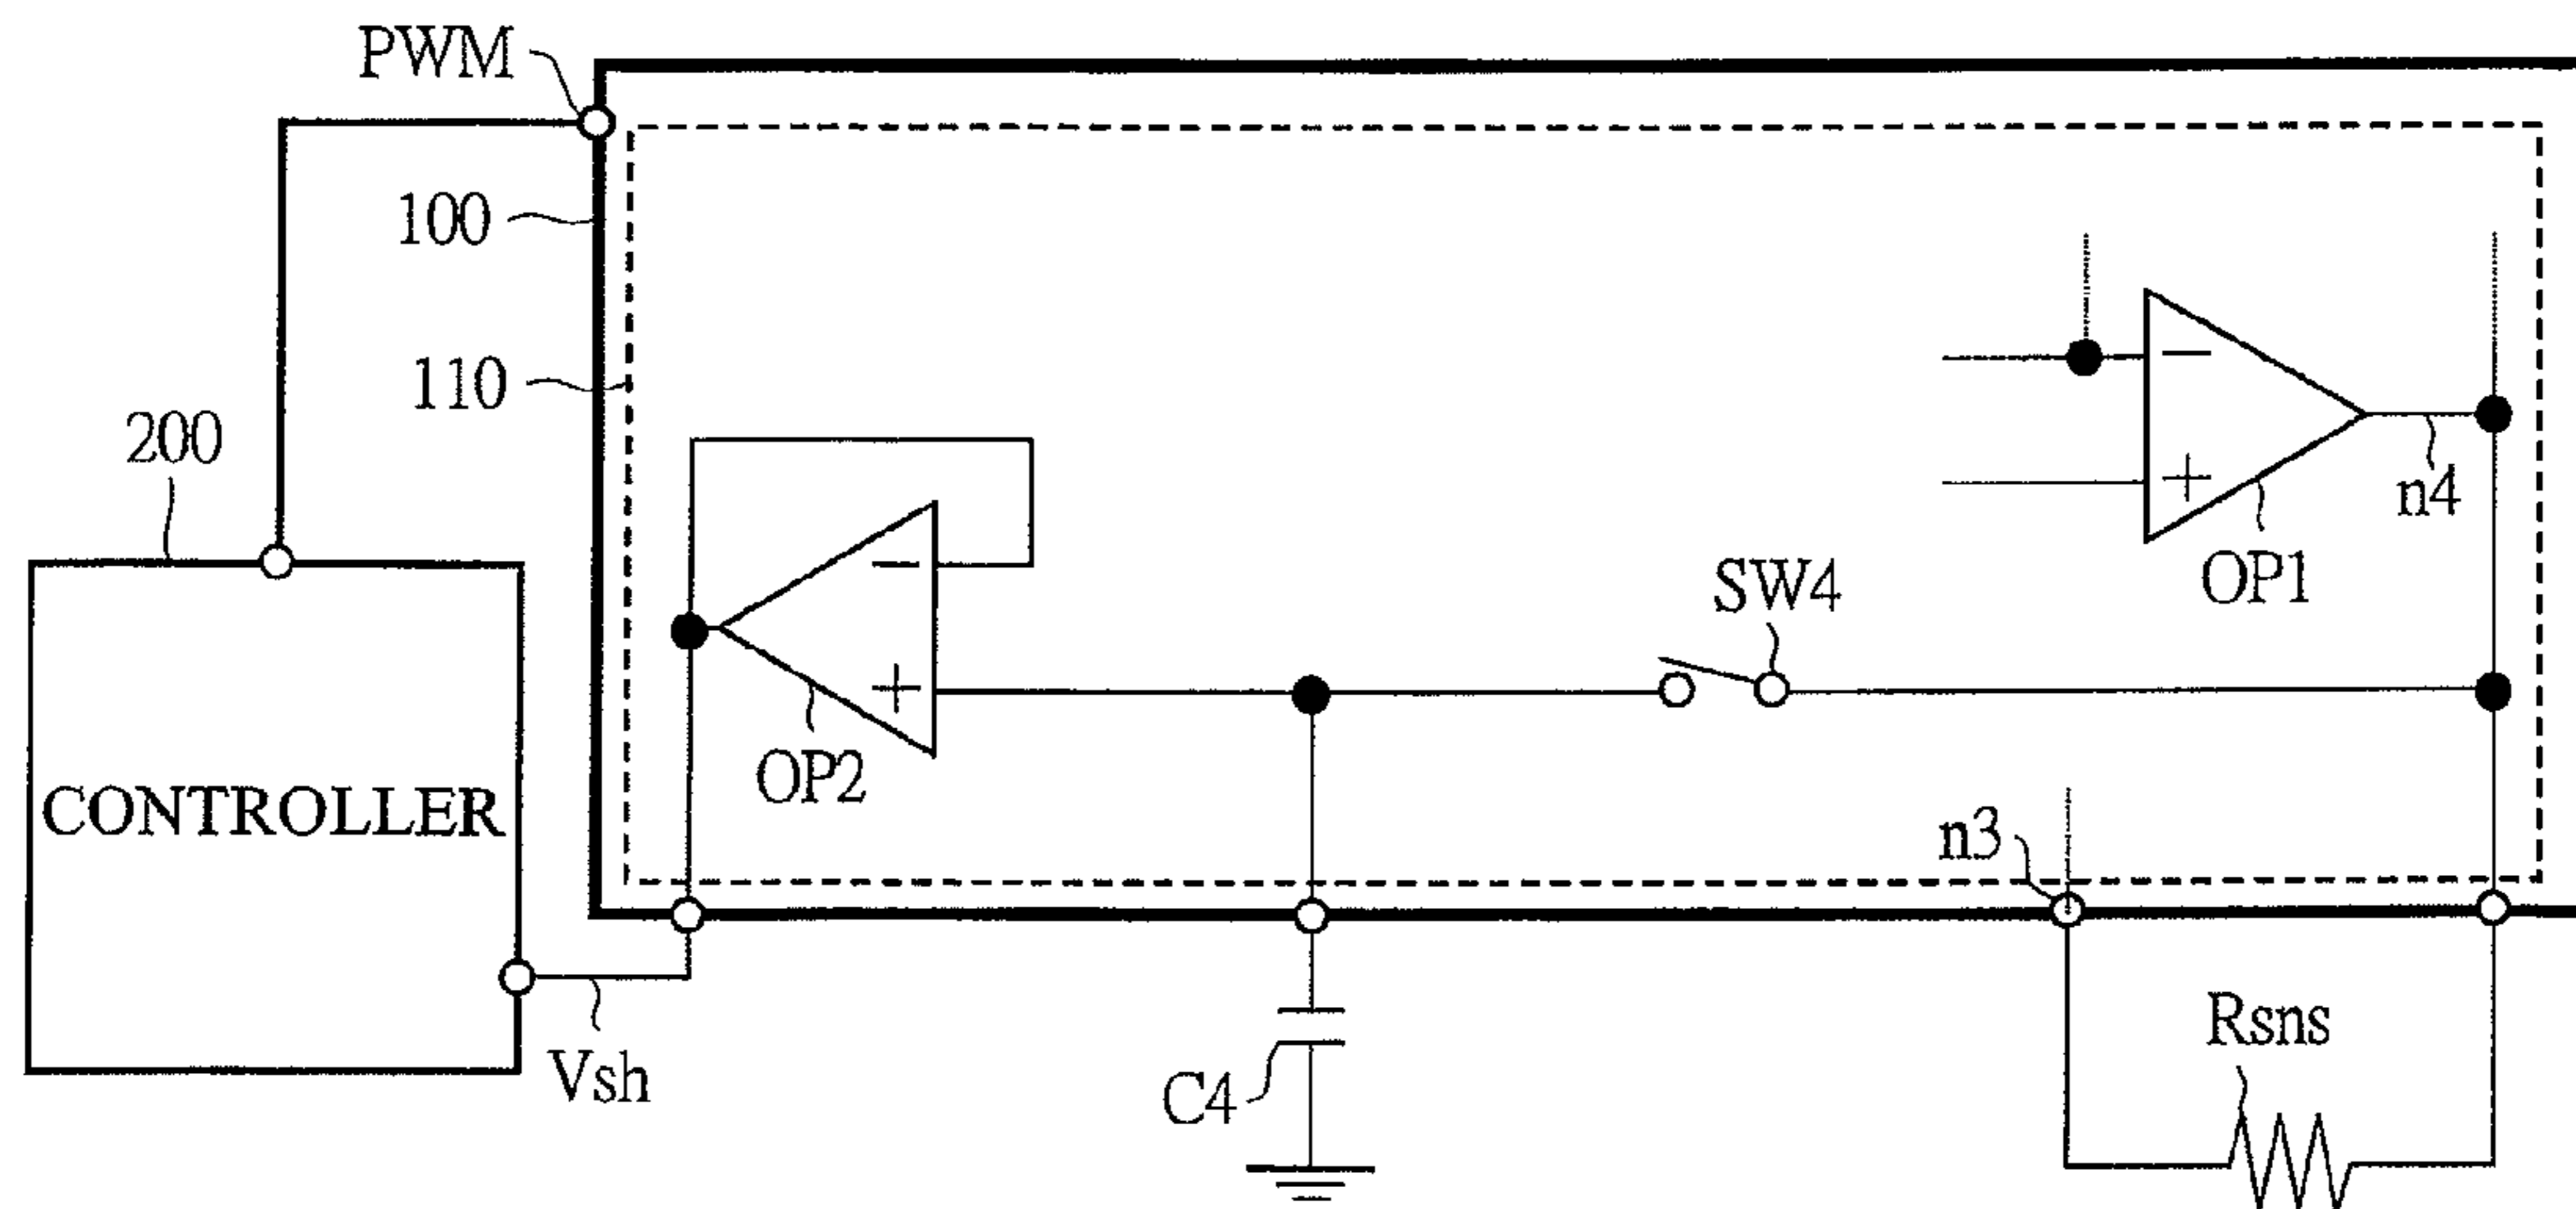 PWM
100
110
200
n4
OP1
SW4
OP2
CONTROLLER
n3
Vsh
C4
Rsns